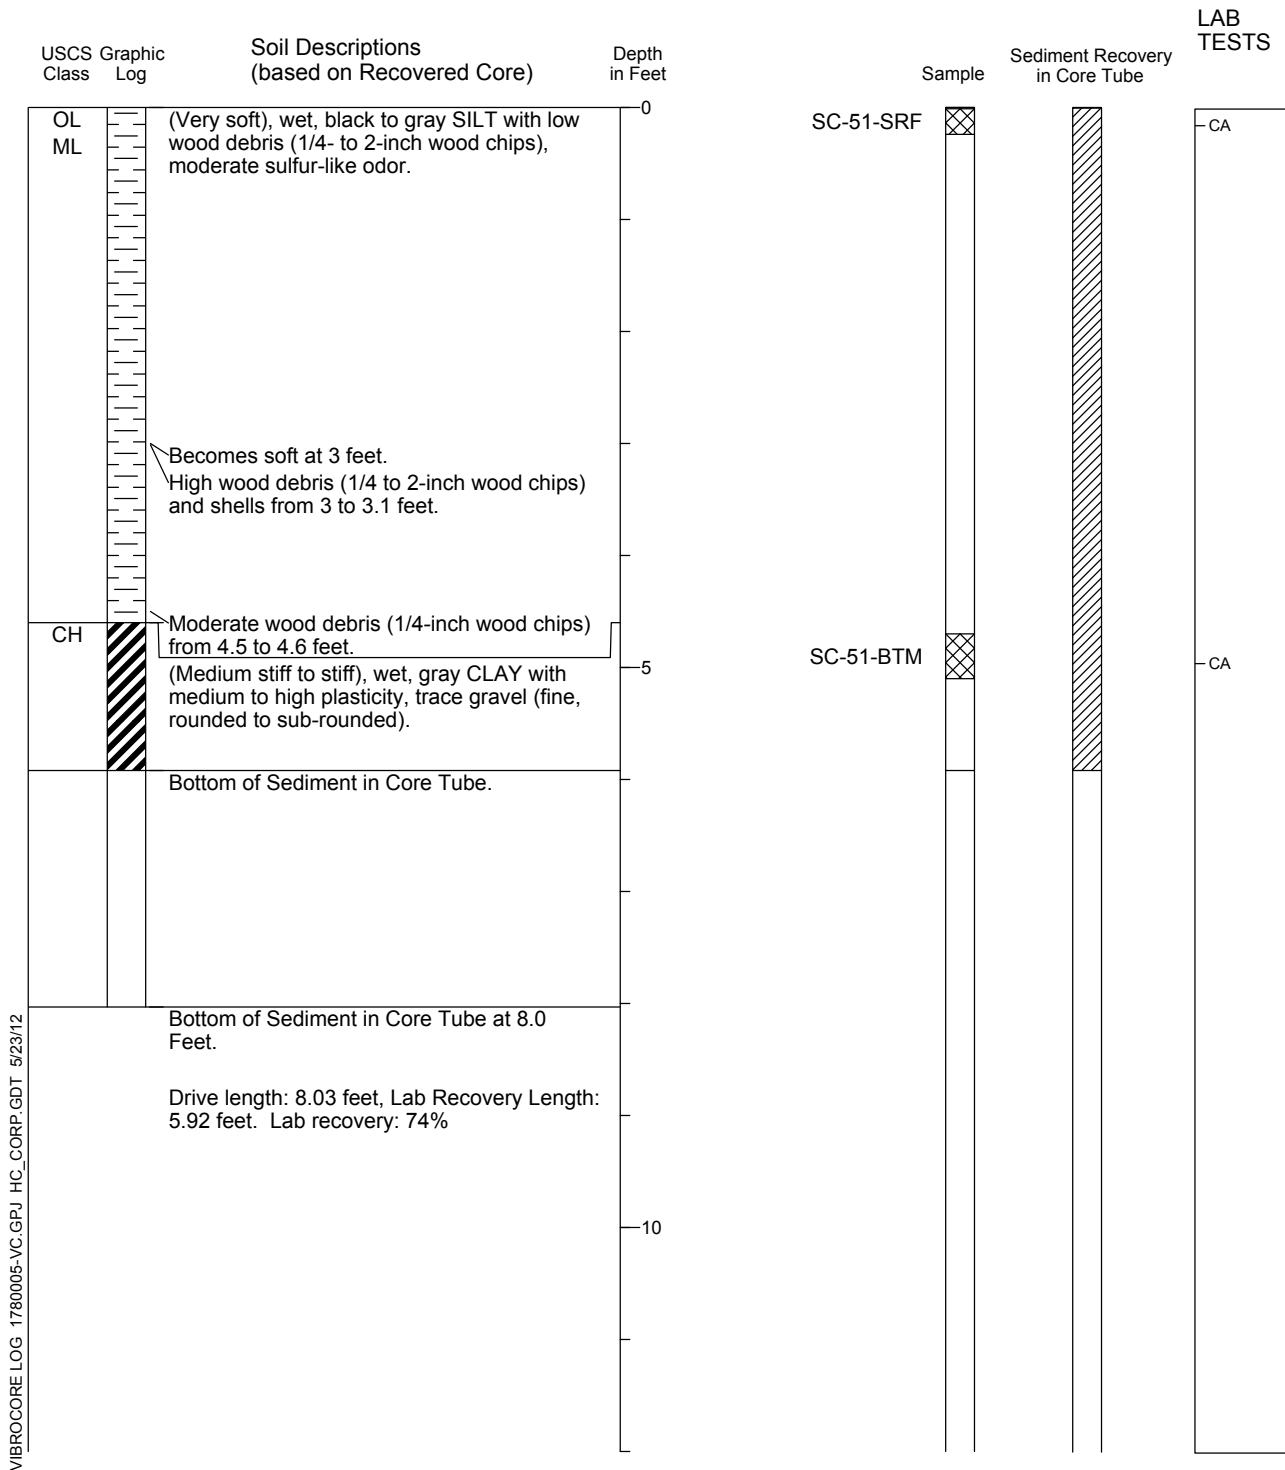 LAB
TESTS
USCS Graphic
Class Log
Soil Descriptions
(based on Recovered Core)
Depth
in Feet
Sample
Sediment Recovery
in Core Tube
0
OL
ML
(Very soft), wet, black to gray SILT with low
wood debris (1/4- to 2-inch wood chips),
moderate sulfur-like odor.
SC-51-SRF
CA
Becomes soft at 3 feet.
High wood debris (1/4 to 2-inch wood chips)
and shells from 3 to 3.1 feet.
CH
Moderate wood debris (1/4-inch wood chips)
from 4.5 to 4.6 feet.
(Medium stiff to stiff), wet, gray CLAY with
medium to high plasticity, trace gravel (fine,
rounded to sub-rounded).
5
SC-51-BTM
CA
Bottom of Sediment in Core Tube.
Bottom of Sediment in Core Tube at 8.0
Feet.
Drive length: 8.03 feet, Lab Recovery Length:
5.92 feet. Lab recovery: 74%
10
VIBROCORE LOG 1780005-VC.GPJ HC_CORP.GDT 5/23/12